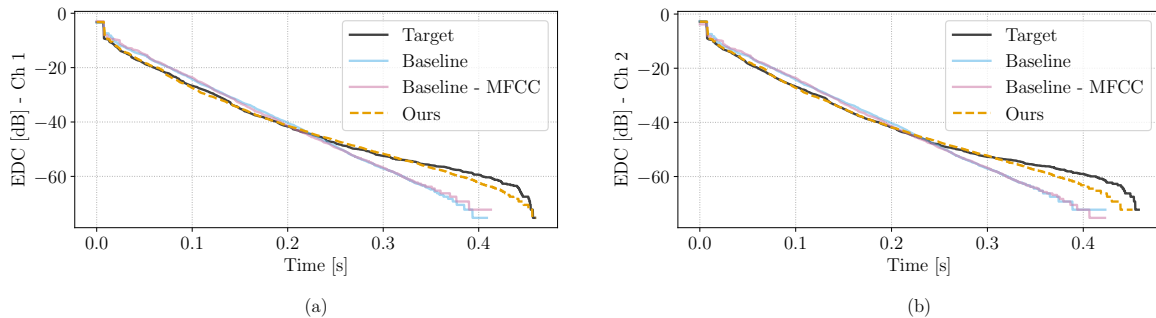 0
−20
−40
−60
EDC [dB] - Ch 1
Target
Baseline
Baseline - MFCC
Ours
0.0 0.1 0.2 0.3 0.4
Time [s]
(a)
0
−20
−40
−60
EDC [dB] - Ch 2
Target
Baseline
Baseline - MFCC
Ours
0.0 0.1 0.2 0.3 0.4
Time [s]
(b)